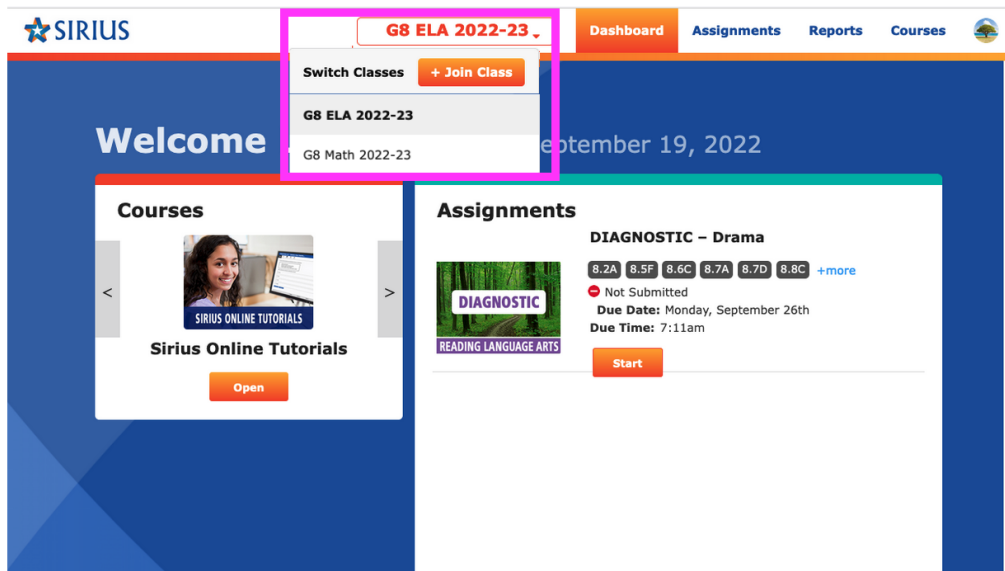 SIRIUS
G8 ELA 2022-23
Dashboard
Assignments
Reports
Courses
Switch Classes
+ Join Class
G8 ELA 2022-23
G8 Math 2022-23
Welcome
19, 2022
Courses
<
>
SIRIUS ONLINE TUTORIALS
Sirius Online Tutorials
Open
Assignments
DIAGNOSTIC
READING LANGUAGE ARTS
DIAGNOSTIC – Drama
8.2A 8.5F 8.6C 8.7A 8.7D 8.8C +more
Not Submitted
Due Date: Monday, September 26th
Due Time: 7:11am
Start